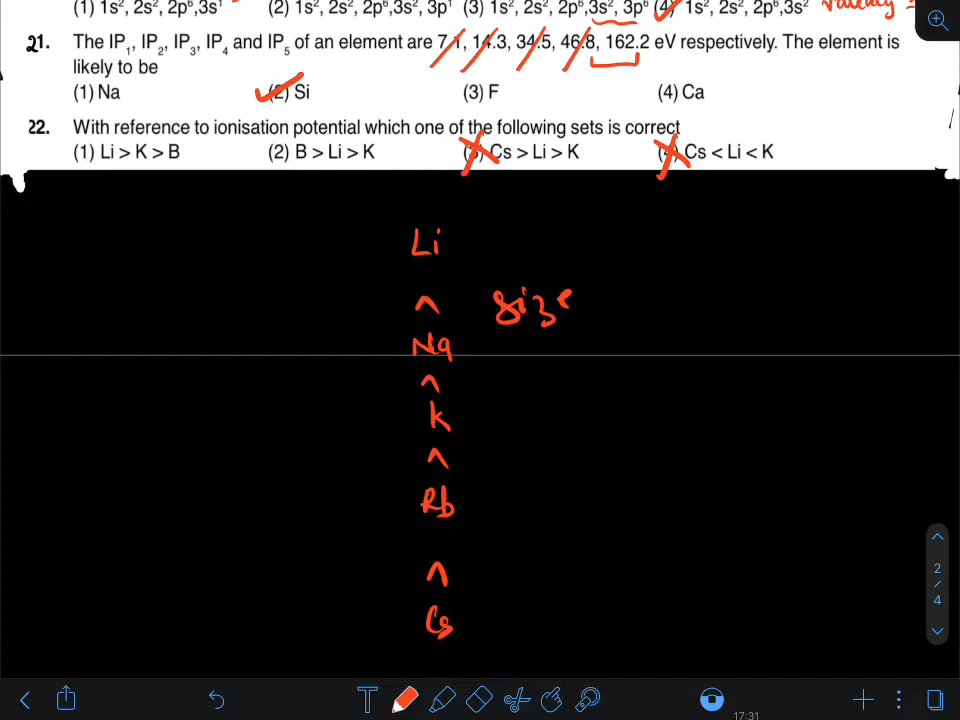 (1) 1s², 2s², 2p⁶,3s¹ (2) 1s², 2s², 2p⁶,3s², 3p¹ (3) 1s², 2s², 2p⁶,3s², 3p⁶ (4) 1s², 2s², 2p⁶,3s²
21. The IP₁, IP₂, IP₃, IP₄ and IP₅ of an element are 7.1, 14.3, 34.5, 46.8, 162.2 eV respectively. The element is
likely to be
(1) Na (2) Si (3) F (4) Ca
22. With reference to ionisation potential which one of the following sets is correct
(1) Li > K > B (2) B > Li > K (3) Cs > Li > K (4) Cs < Li < K
Li
^ Size
Na
^
K
^
Rb
^
Cs
2
/
4
T
17:31